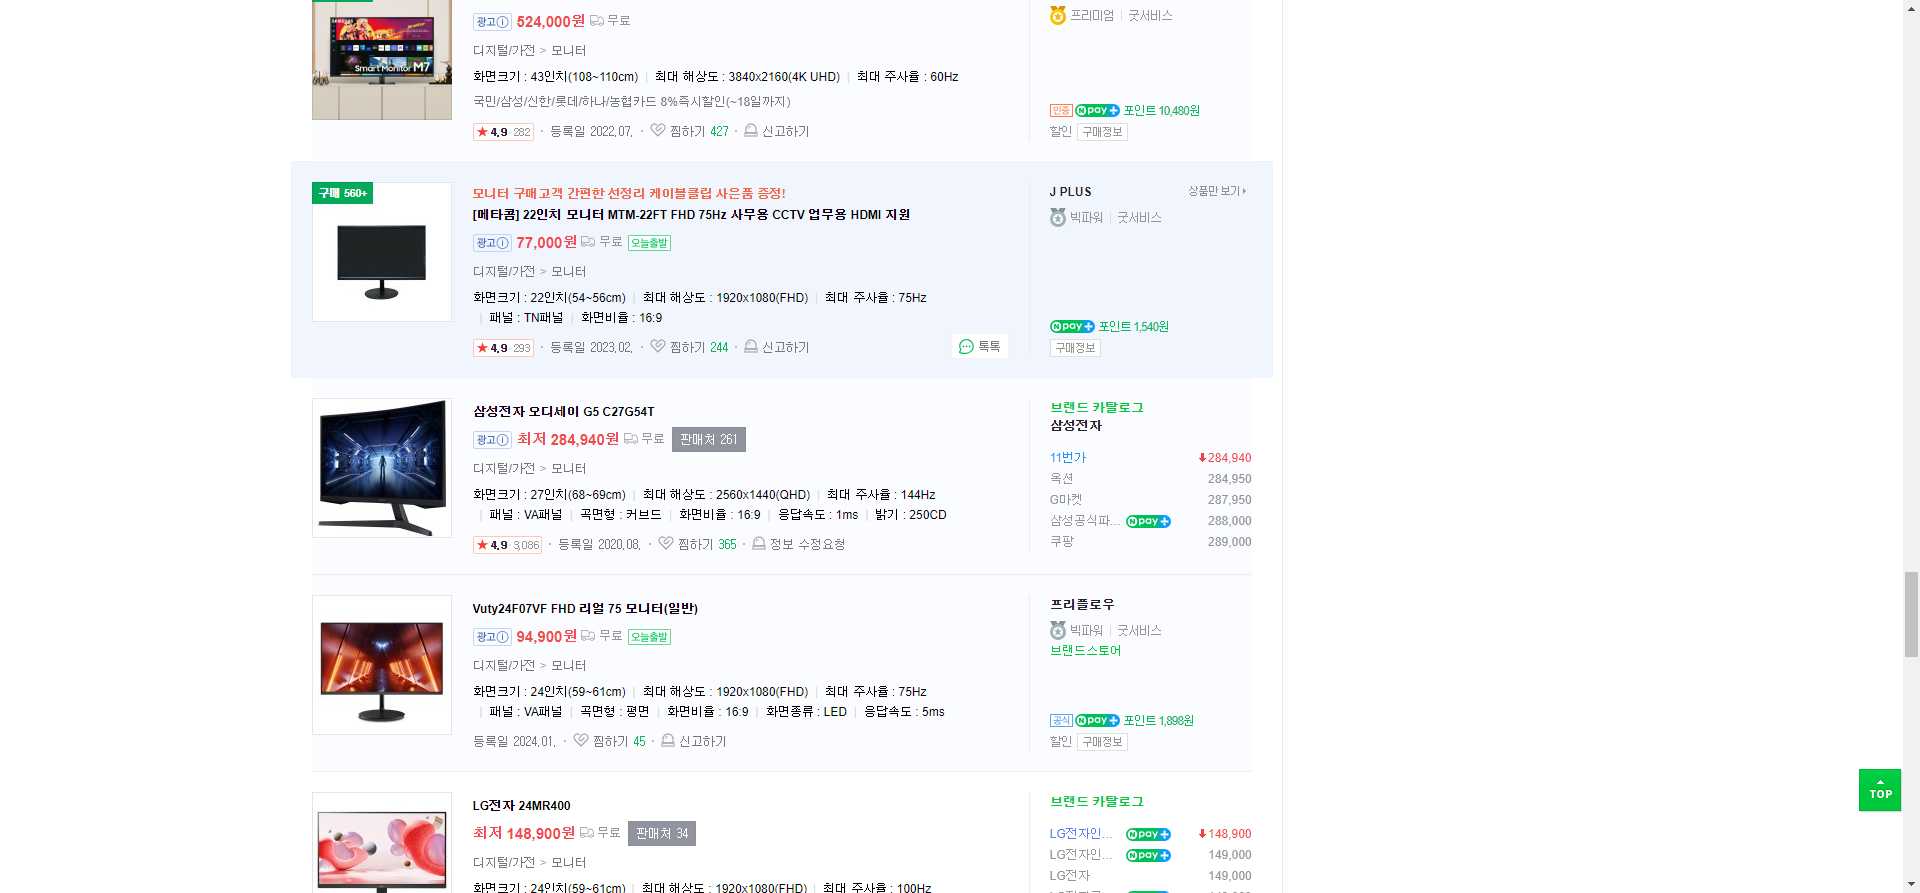 SAMSUNG
Smart Monitor M7
광고 524,000원 무료
디지털/가전 > 모니터
화면크기 : 43인치(108~110cm) | 최대 해상도 : 3840x2160(4K UHD) | 최대 주사율 : 60Hz
국민/삼성/신한/롯데/하나/농협카드 8%즉시할인(~18일까지)
★ 4.9 282 · 등록일 2022.07. · 찜하기 427 · 신고하기
프리미엄 | 굿서비스
인증 N pay+ 포인트 10,480원
할인 구매정보
구매 560+
모니터 구매고객 간편한 선정리 케이블클립 사은품 증정!
[메타콤] 22인치 모니터 MTM-22FT FHD 75Hz 사무용 CCTV 업무용 HDMI 지원
광고 77,000원 무료 오늘출발
디지털/가전 > 모니터
화면크기 : 22인치(54~56cm) | 최대 해상도 : 1920x1080(FHD) | 최대 주사율 : 75Hz
| 패널 : TN패널 | 화면비율 : 16:9
★ 4.9 293 · 등록일 2023.02. · 찜하기 244 · 신고하기
톡톡
J PLUS 상품만 보기
빅파워 | 굿서비스
N pay+ 포인트 1,540원
구매정보
삼성전자 오디세이 G5 C27G54T
광고 최저 284,940원 무료 판매처 261
디지털/가전 > 모니터
화면크기 : 27인치(68~69cm) | 최대 해상도 : 2560x1440(QHD) | 최대 주사율 : 144Hz
| 패널 : VA패널 | 곡면형 : 커브드 | 화면비율 : 16:9 | 응답속도 : 1ms | 밝기 : 250CD
★ 4.9 3,086 · 등록일 2020.08. · 찜하기 365 · 정보 수정요청
브랜드 카탈로그
삼성전자
11번가 284,940
옥션 284,950
G마켓 287,950
삼성공식파... N pay+ 288,000
쿠팡 289,000
Vuty24F07VF FHD 리얼 75 모니터(일반)
광고 94,900원 무료 오늘출발
디지털/가전 > 모니터
화면크기 : 24인치(59~61cm) | 최대 해상도 : 1920x1080(FHD) | 최대 주사율 : 75Hz
| 패널 : VA패널 | 곡면형 : 평면 | 화면비율 : 16:9 | 화면종류 : LED | 응답속도 : 5ms
등록일 2024.01. · 찜하기 45 · 신고하기
프리플로우
빅파워 | 굿서비스
브랜드스토어
공식 N pay+ 포인트 1,898원
할인 구매정보
LG전자 24MR400
최저 148,900원 무료 판매처 34
디지털/가전 > 모니터
화면크기 : 24인치(59~61cm) | 최대 해상도 : 1920x1080(FHD) | 최대 주사율 : 100Hz
브랜드 카탈로그
LG전자인... N pay+ 148,900
LG전자인... N pay+ 149,000
LG전자 149,000
TOP